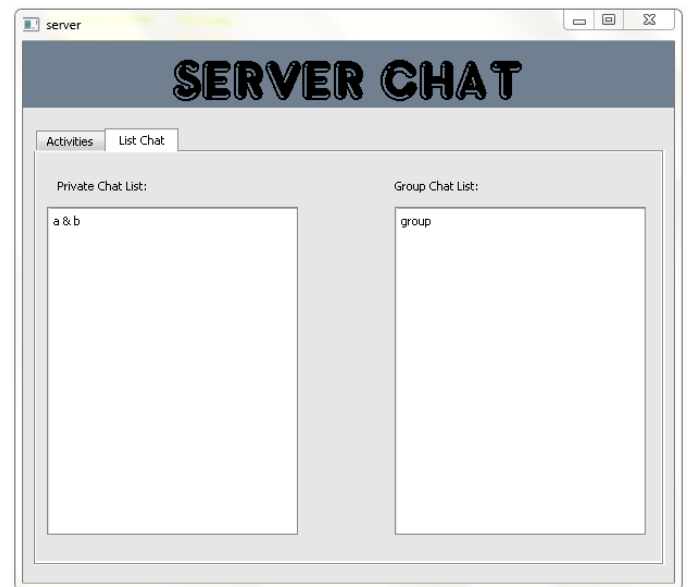 server
SERVER CHAT
Activities
List Chat
Private Chat List:
Group Chat List:
a & b
group